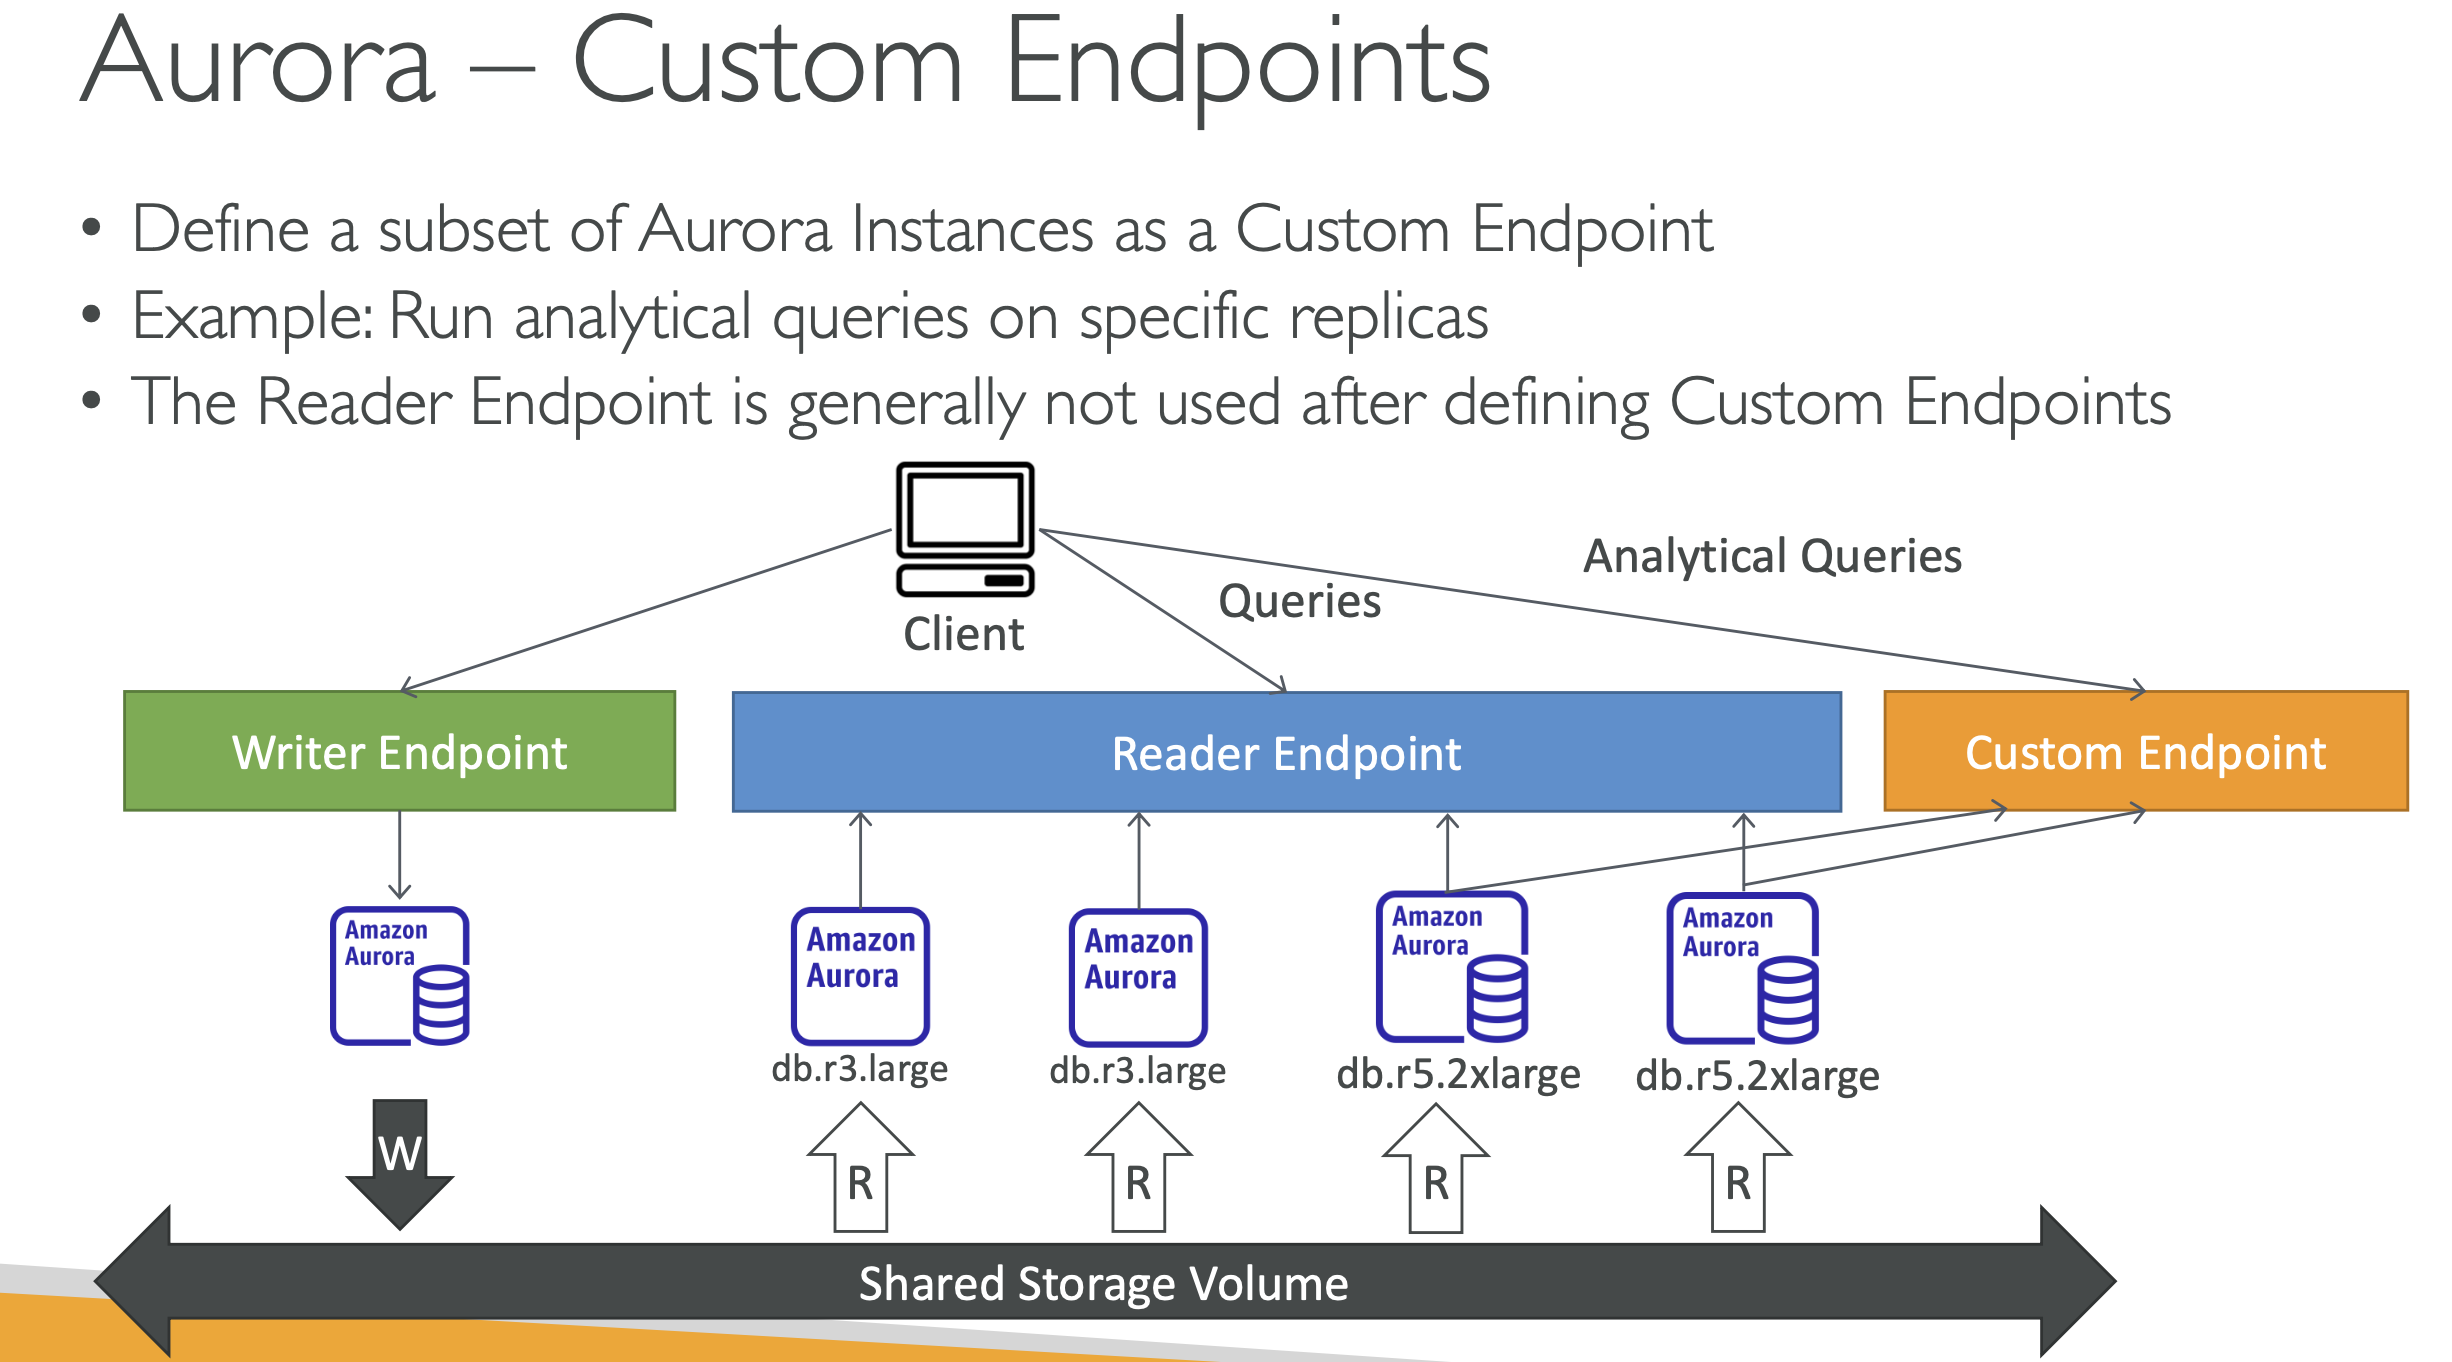 Aurora – Custom Endpoints
• Define a subset of Aurora Instances as a Custom Endpoint
• Example: Run analytical queries on specific replicas
• The Reader Endpoint is generally not used after defining Custom Endpoints
Analytical Queries
Queries
Client
Writer Endpoint
Reader Endpoint
Custom Endpoint
Amazon
Aurora
Amazon
Aurora
db.r3.large
Amazon
Aurora
db.r3.large
Amazon
Aurora
db.r5.2xlarge
Amazon
Aurora
db.r5.2xlarge
W
R
R
R
R
Shared Storage Volume